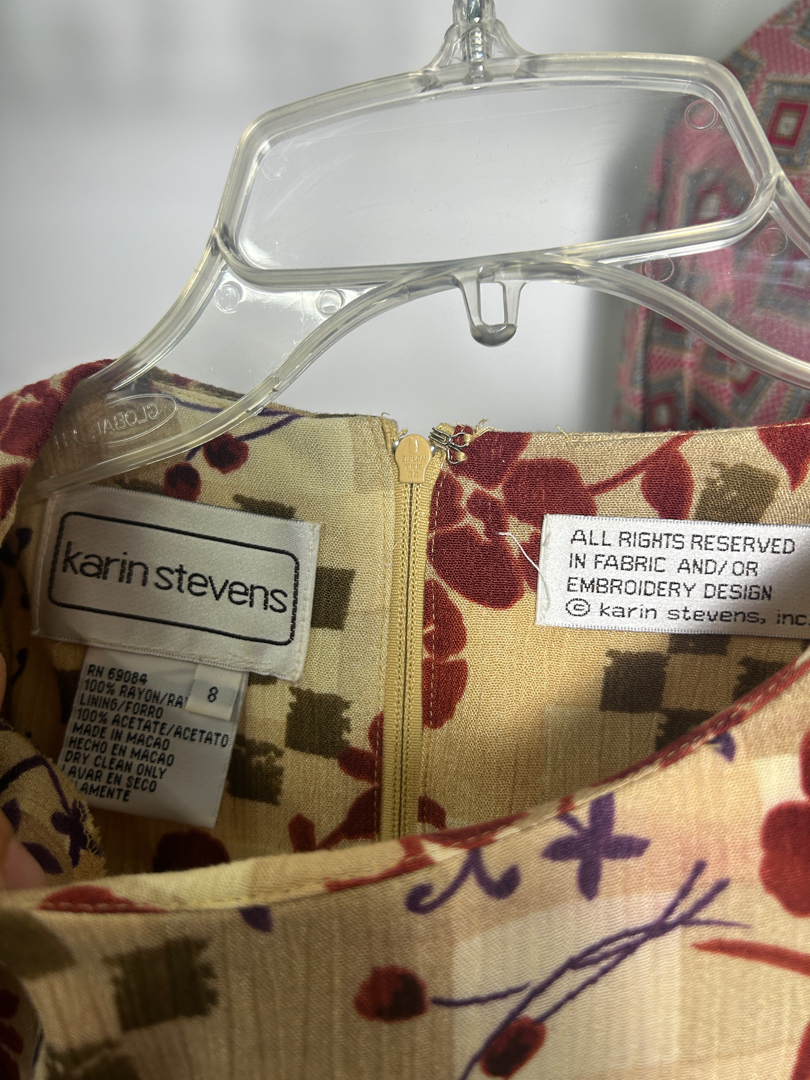 GLOBAL
karin stevens
RN 69084
100% RAYON/RA
8
LINING/FORRO
100% ACETATE/ACETATO
MADE IN MACAO
HECHO EN MACAO
DRY CLEAN ONLY
LAVAR EN SECO
LAMENTE
ALL RIGHTS RESERVED
IN FABRIC AND/OR
EMBROIDERY DESIGN
© karin stevens, inc.